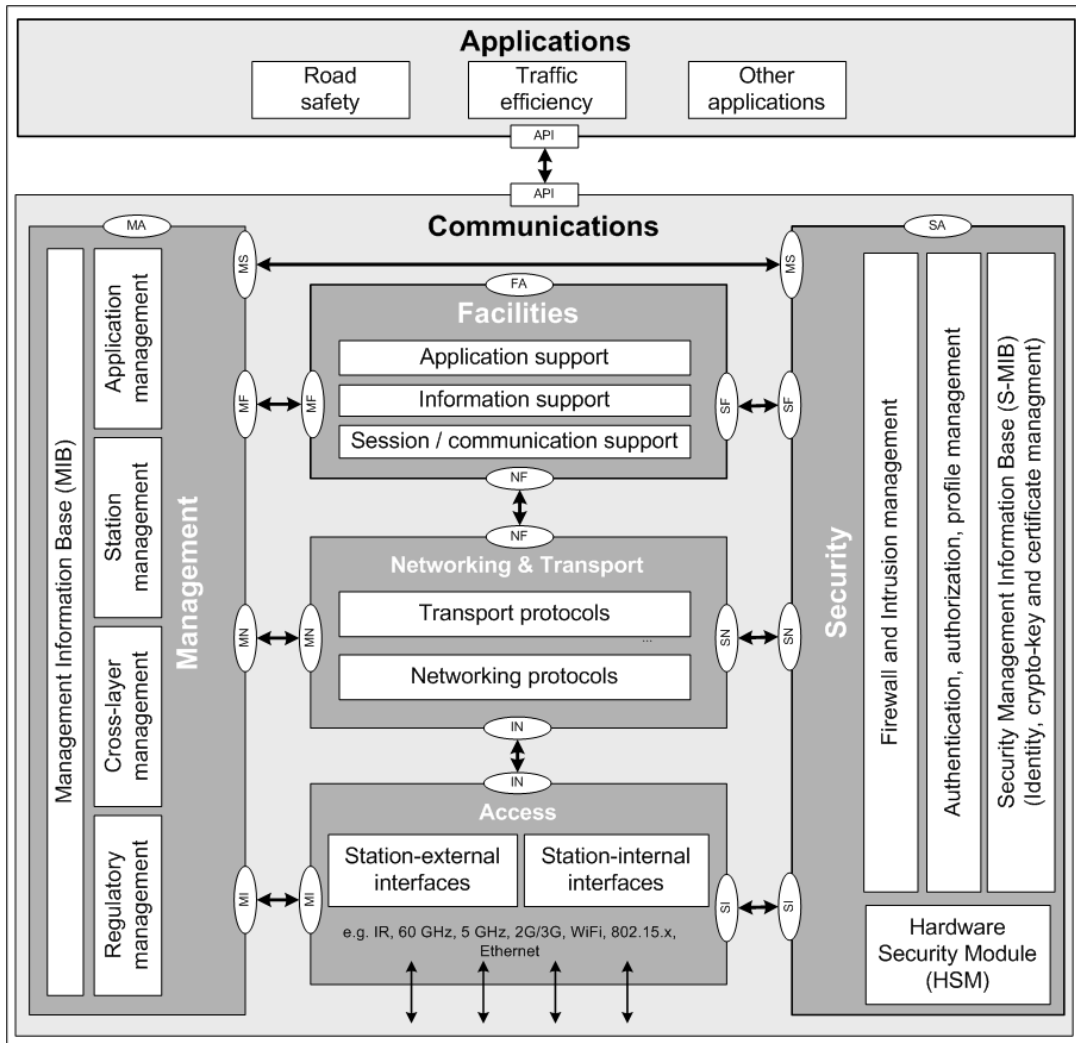 Applications
Road
safety
Traffic
efficiency
Other
applications
API
API
Communications
MA
SA
Management Information Base (MIB)
Application
management
Station
management
Cross-layer
management
Regulatory
management
Management
MS
MS
FA
Facilities
Application support
Information support
Session / communication support
MF
MF
SF
SF
NF
NF
Networking & Transport
Transport protocols
...
Networking protocols
MN
MN
SN
SN
IN
IN
Access
Station-external
interfaces
Station-internal
interfaces
e.g. IR, 60 GHz, 5 GHz, 2G/3G, WiFi, 802.15.x,
Ethernet
MI
MI
SI
SI
Security
Firewall and Intrusion management
Authentication, authorization, profile management
Security Management Information Base (S-MIB)
(Identity, crypto-key and certificate managment)
Hardware
Security Module
(HSM)